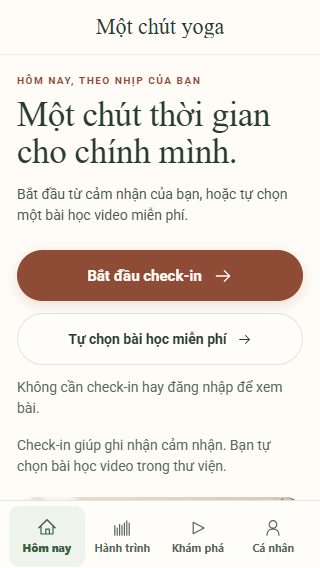 Một chút yoga
HÔM NAY, THEO NHỊP CỦA BẠN
Một chút thời gian
cho chính mình.
Bắt đầu từ cảm nhận của bạn, hoặc tự chọn
một bài học video miễn phí.
Bắt đầu check-in →
Tự chọn bài học miễn phí →
Không cần check-in hay đăng nhập để xem
bài.
Check-in giúp ghi nhận cảm nhận. Bạn tự
chọn bài học video trong thư viện.
Hôm nay
Hành trình
Khám phá
Cá nhân